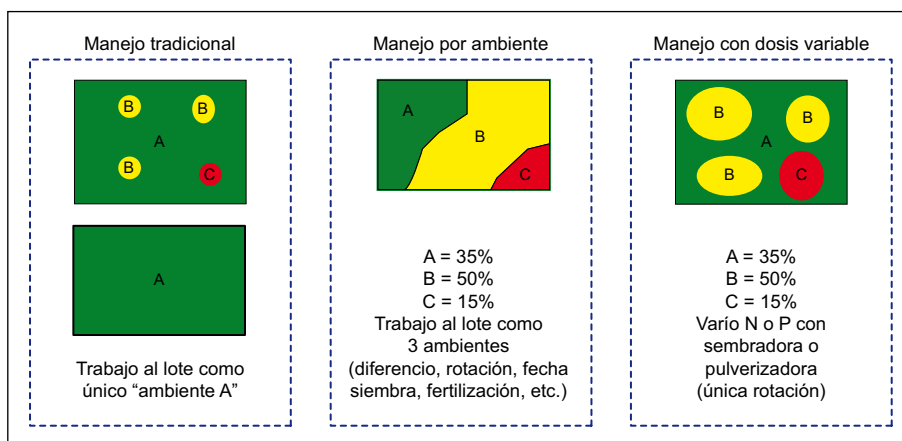 Manejo tradicional
B
B
A
B
C
A
Trabajo al lote como
único “ambiente A”
Manejo por ambiente
A
B
C
A = 35%
B = 50%
C = 15%
Trabajo al lote como
3 ambientes
(diferencio, rotación, fecha
siembra, fertilización, etc.)
Manejo con dosis variable
B
B
A
B
C
A = 35%
B = 50%
C = 15%
Varío N o P con
sembradora o
pulverizadora
(única rotación)